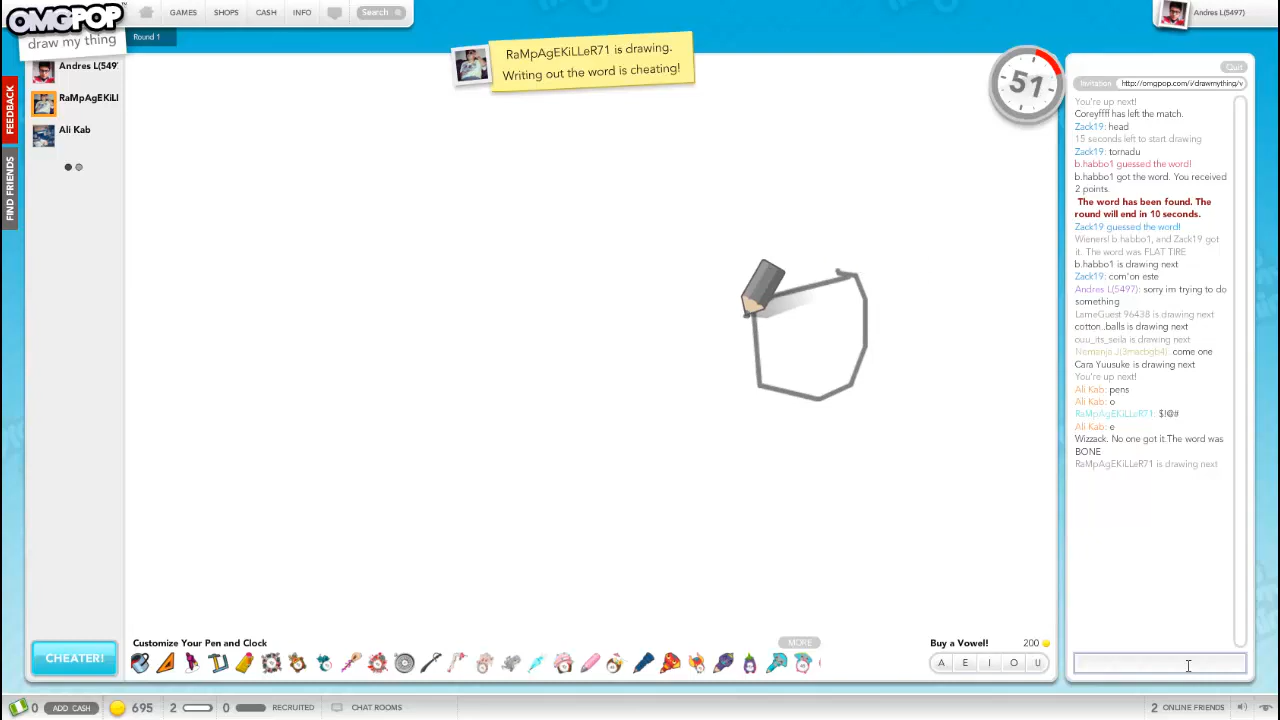 OMGPOP
draw my thing
GAMES SHOPS CASH INFO Search
Andres L(5497)
Round 1
RaMpAgEKiLLeR71 is drawing.
Writing out the word is cheating!
51
FEEDBACK
FIND FRIENDS
Andres L(549
RaMpAgEKiL
Ali Kab
Quit
Invitation http://omgpop.com/i/drawmything/v
You're up next!
Coreyffff has left the match.
Zack19: head
15 seconds left to start drawing
Zack19: tornadu
b.habbo1 guessed the word!
b.habbo1 got the word. You received
2 points.
The word has been found. The
round will end in 10 seconds.
Zack19 guessed the word!
Wieners! b.habbo1, and Zack19 got
it. The word was FLAT TIRE
b.habbo1 is drawing next
Zack19: com'on este
Andres L(5497): sorry im trying to do
something
LameGuest 96438 is drawing next
cotton .balls is drawing next
ouu_its_seila is drawing next
Nemanja J(3macbgb4): come one
Cara Yuusuke is drawing next
You're up next!
Ali Kab: pens
Ali Kab: o
RaMpAgEKiLLeR71: $!@#
Ali Kab: e
Wizzack. No one got it.The word was
BONE
RaMpAgEKiLLeR71 is drawing next
CHEATER!
Customize Your Pen and Clock
MORE
Buy a Vowel! 200
A E I O U
0 ADD CASH 695 2 0 RECRUITED CHAT ROOMS
2 ONLINE FRIENDS